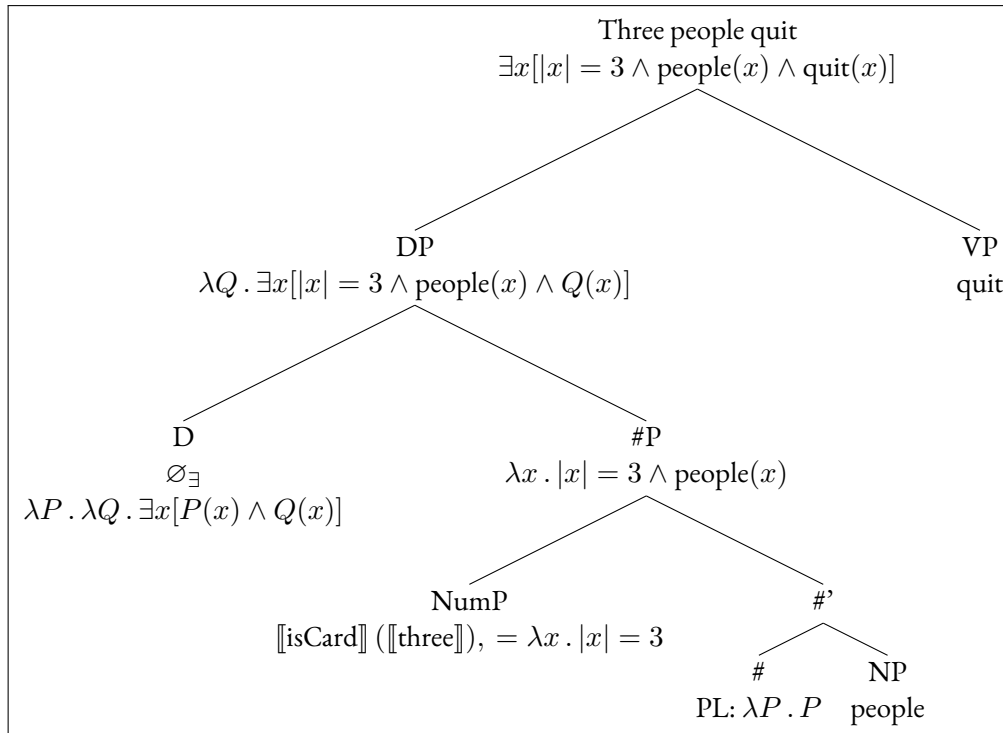 Three people quit
∃x[|x| = 3 ∧ people(x) ∧ quit(x)]
DP
VP
λQ . ∃x[|x| = 3 ∧ people(x) ∧ Q(x)]
quit
D
#P
∅∃
λx . |x| = 3 ∧ people(x)
λP . λQ . ∃x[P(x) ∧ Q(x)]
NumP
#’
⟦isCard⟧ (⟦three⟧), = λx . |x| = 3
#
NP
PL: λP . P
people